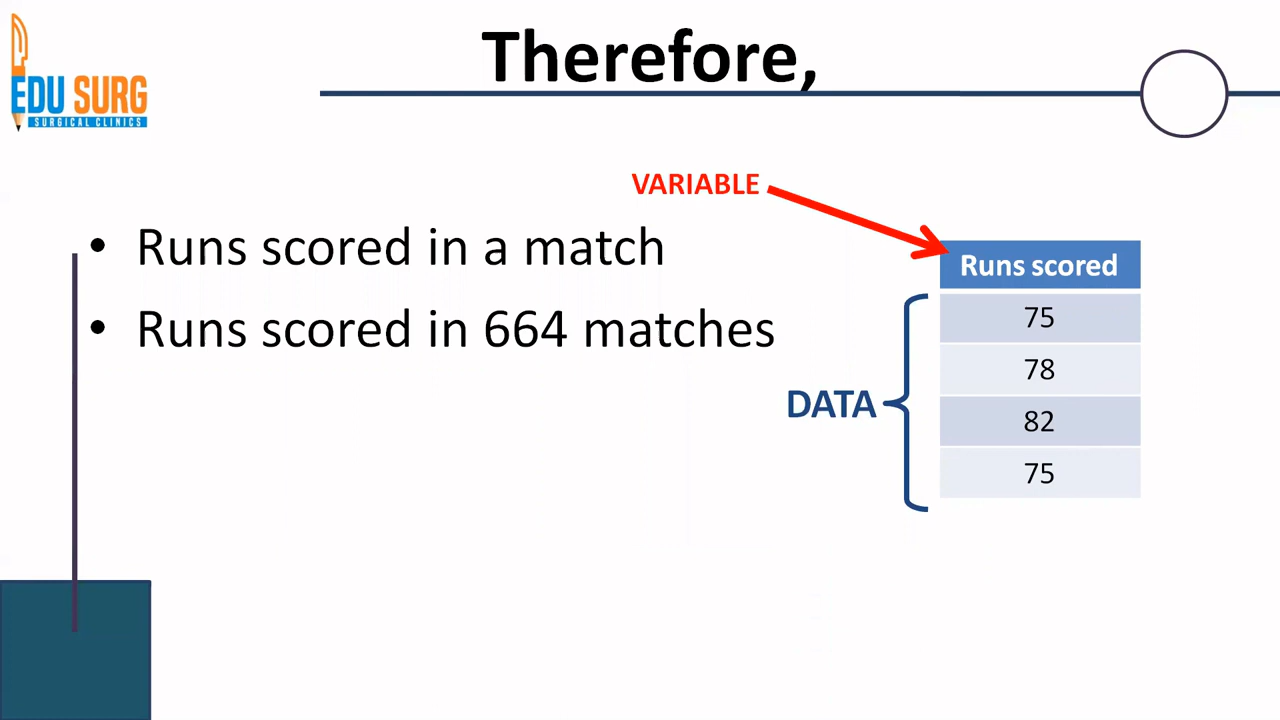 Therefore,
EDU SURG
SURGICAL CLINICS
VARIABLE
• Runs scored in a match
• Runs scored in 664 matches
Runs scored
75
78
82
75
DATA